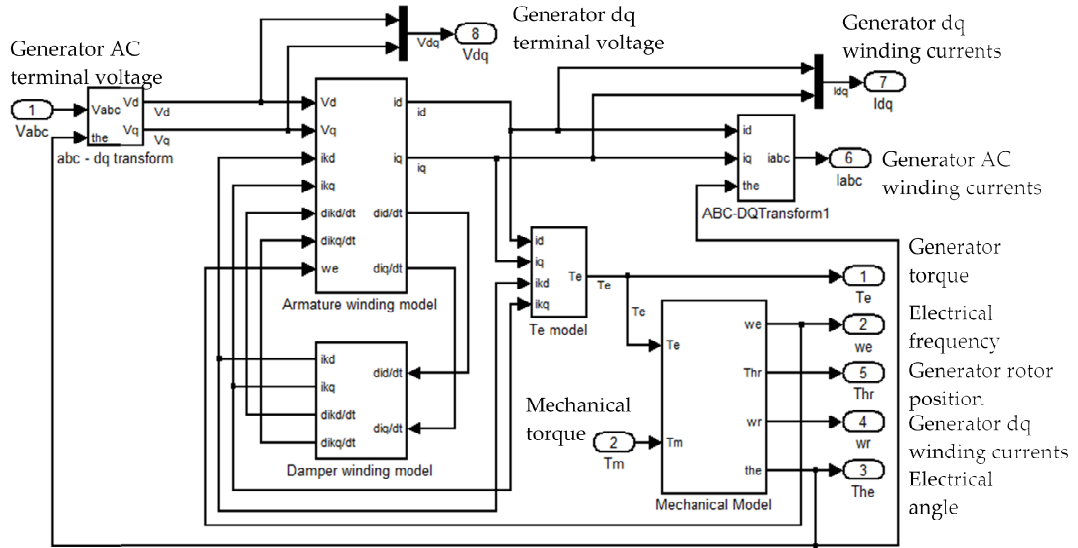 Generator AC
terminal voltage
1
Vabc
Vabc
the
Vd
Vq
abc - dq transform
Vd
Vq
Vdq
8
Vdq
Generator dq
terminal voltage
Generator dq
winding currents
Idq
7
Idq
Vd
Vq
ikd
ikq
dikd/dt
dikq/dt
we
id
iq
did/dt
diq/dt
Armature winding model
id
iq
id
iq
the
iabc
ABC-DQTransform1
6
Iabc
Generator AC
winding currents
id
iq
ikd
ikq
Te
Te model
Te
Te
Generator
torque
1
Te
ikd
ikq
dikd/dt
dikq/dt
did/dt
diq/dt
Damper winding model
Mechanical
torque
2
Tm
Te
Tm
we
Thr
wr
the
Mechanical Model
2
we
Electrical
frequency
5
Thr
Generator rotor
position.
4
wr
Generator dq
winding currents
3
The
Electrical
angle